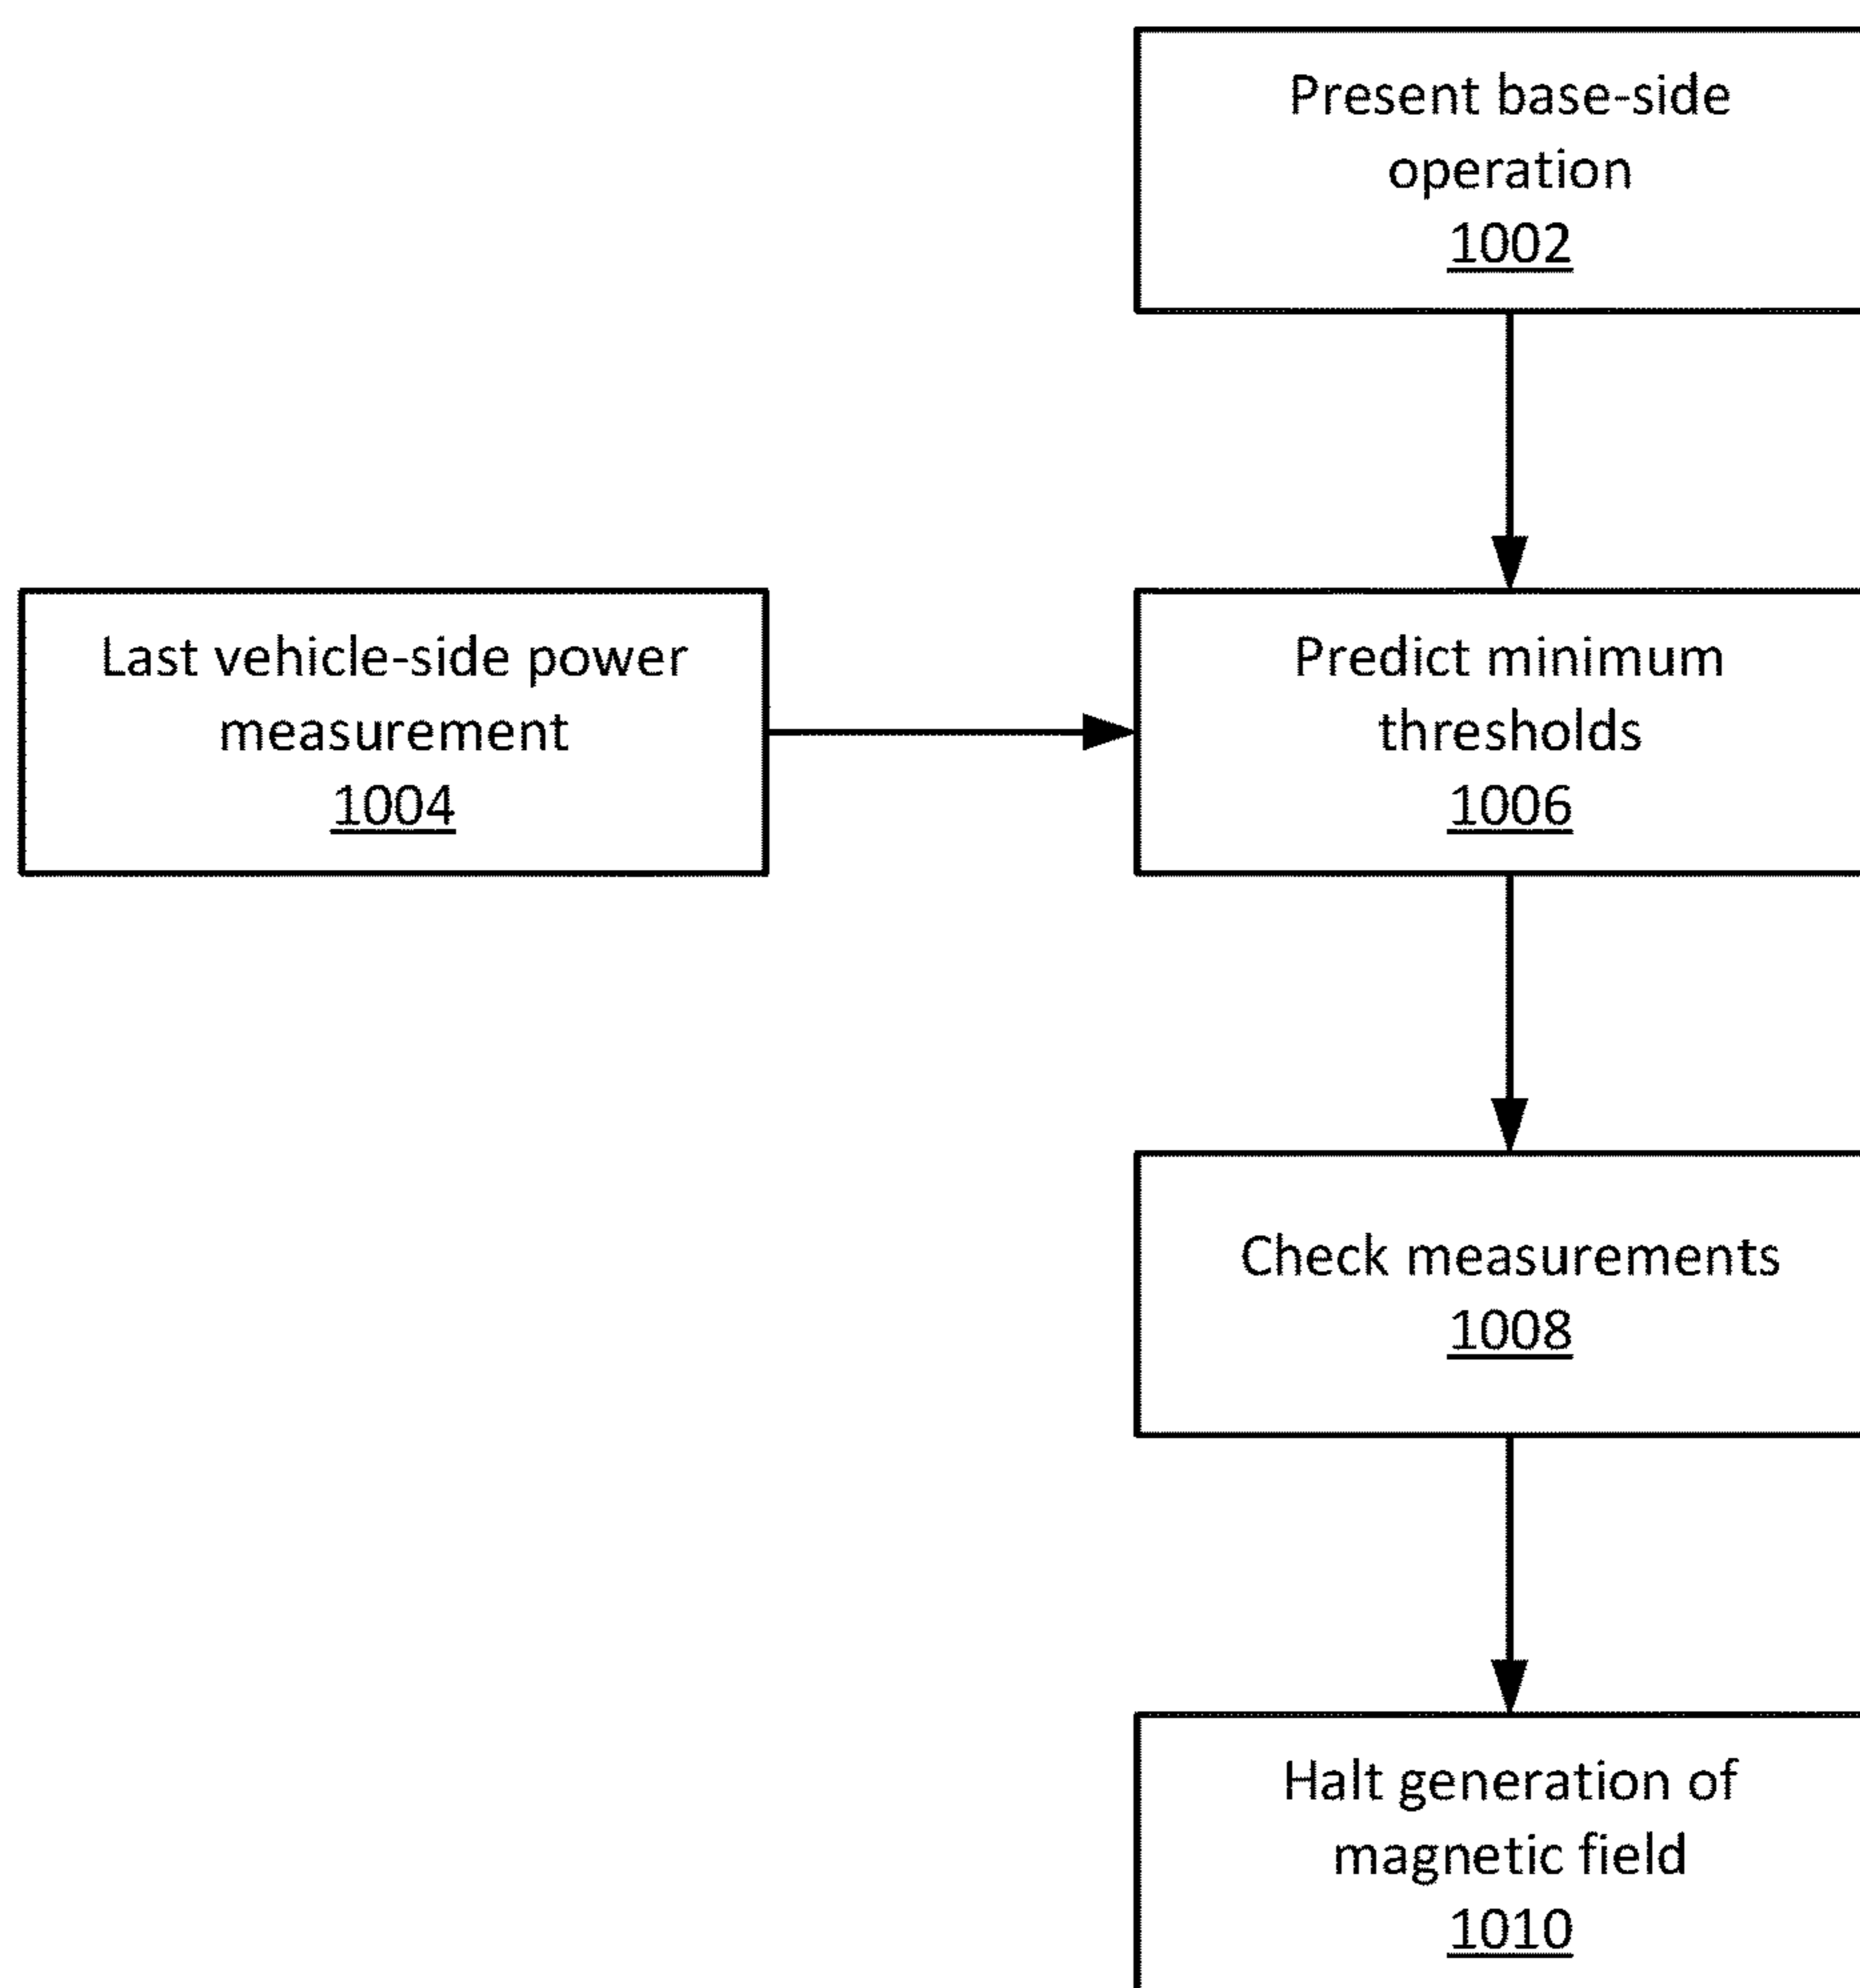 Present base-side
operation
1002
Last vehicle-side power
measurement
1004
Predict minimum
thresholds
1006
Check measurements
1008
Halt generation of
magnetic field
1010